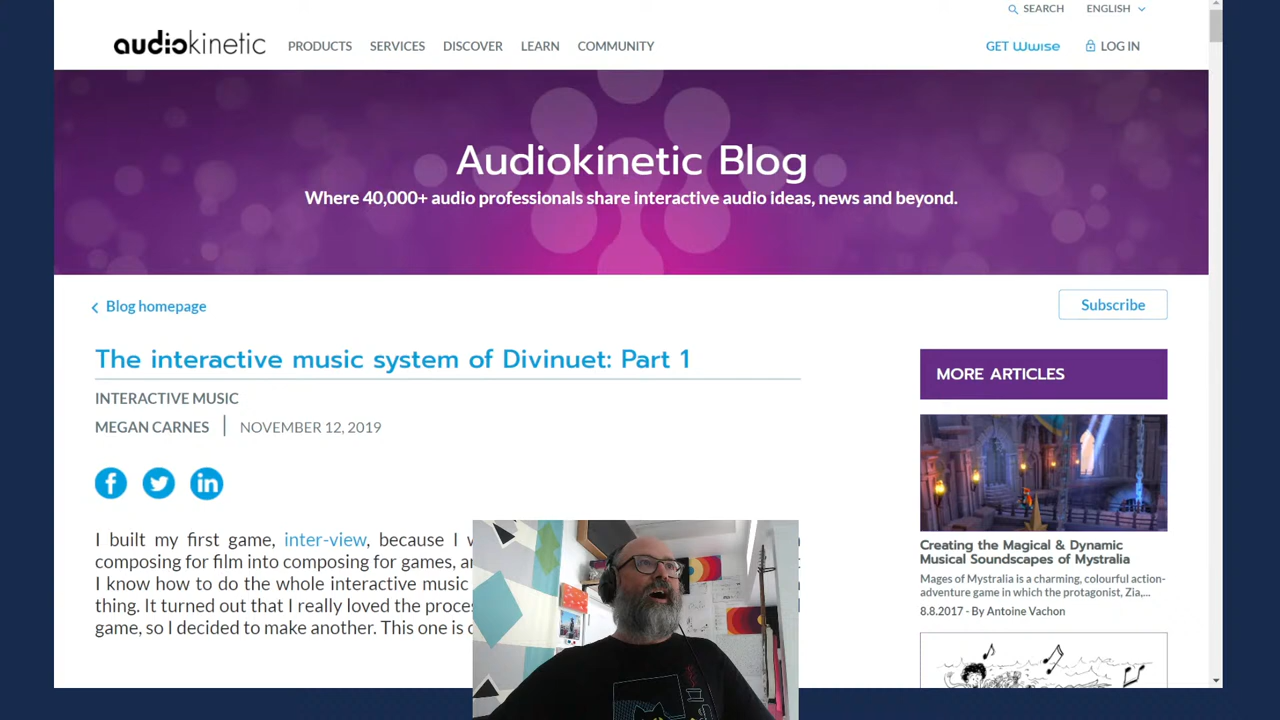 SEARCH
ENGLISH
audiokinetic
PRODUCTS
SERVICES
DISCOVER
LEARN
COMMUNITY
GET Wwise
LOG IN
Audiokinetic Blog
Where 40,000+ audio professionals share interactive audio ideas, news and beyond.
Blog homepage
Subscribe
The interactive music system of Divinuet: Part 1
INTERACTIVE MUSIC
MEGAN CARNES
NOVEMBER 12, 2019
I built my first game, inter-view, because I
composing for film into composing for games,
I know how to do the whole interactive music
thing. It turned out that I really loved the
game, so I decided to make another. This one is
MORE ARTICLES
Creating the Magical & Dynamic
Musical Soundscapes of Mystralia
Mages of Mystralia is a charming, colourful action-
adventure game in which the protagonist, Zia,...
8.8.2017 - By Antoine Vachon